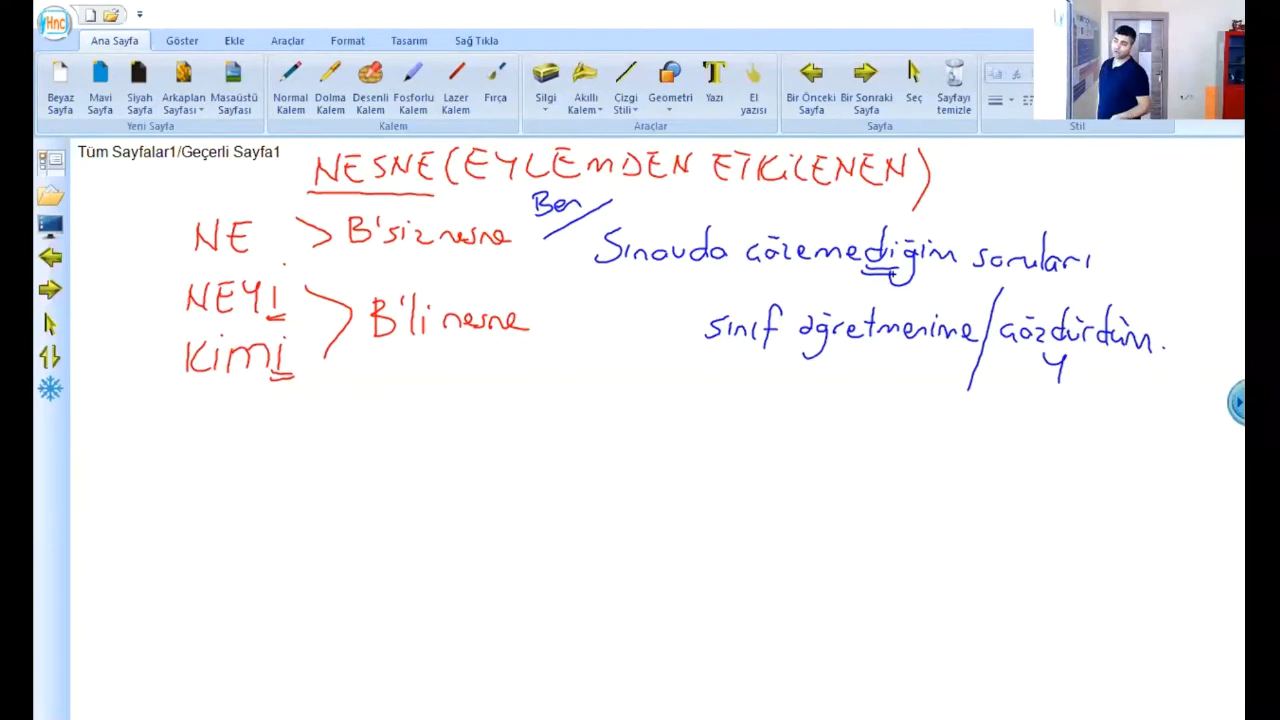 Hnc
Ana Sayfa Göster Ekle Araçlar Format Tasarım Sağ Tıkla
Beyaz Sayfa Mavi Sayfa Siyah Sayfa Arkaplan Sayfası Masaüstü Sayfası Normal Kalem Dolma Kalem Desenli Kalem Fosforlu Kalem Lazer Kalem Fırça Silgi Akıllı Kalem Çizgi Stili Geometri Yazı El yazısı Bir Önceki Sayfa Bir Sonraki Sayfa Seç Sayfayı temizle
Yeni Sayfa Kalem Araçlar Sayfa Stil
Tüm Sayfalar1/Geçerli Sayfa1
NESNE (EYLEMDEN ETKİLENEN)
Ben
NE > B'siz nesne
Sınavda çözemediğim soruları
NEYİ
KİMİ > B'li nesne
sınıf öğretmenime / çözdürdüm.
Y